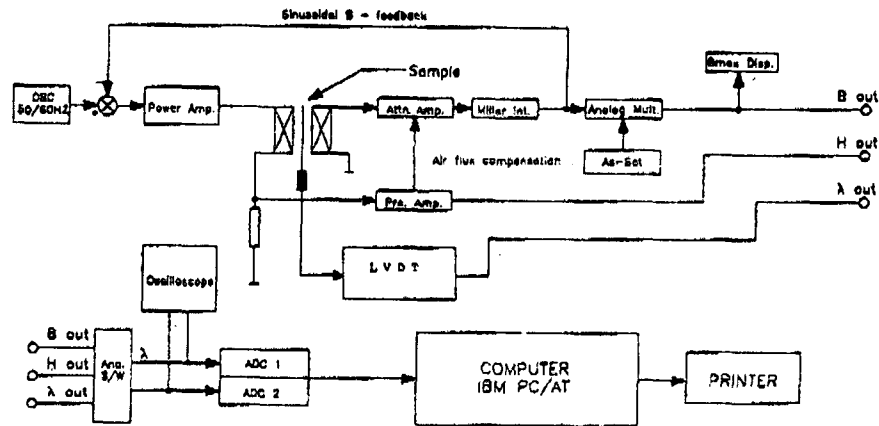 Sinusoidal B - feedback
Sample
Bmax Disp.
OSC
50/60HZ
Power Amp.
Attn. Amp.
Miller Int.
Analog Mult.
B out
Air flux compensation
As-Set
H out
Pre. Amp.
λ out
L V D T
Oscilloscope
B out
H out
λ out
Ana.
S/W
λ
ADC 1
ADC 2
COMPUTER
IBM PC/AT
PRINTER